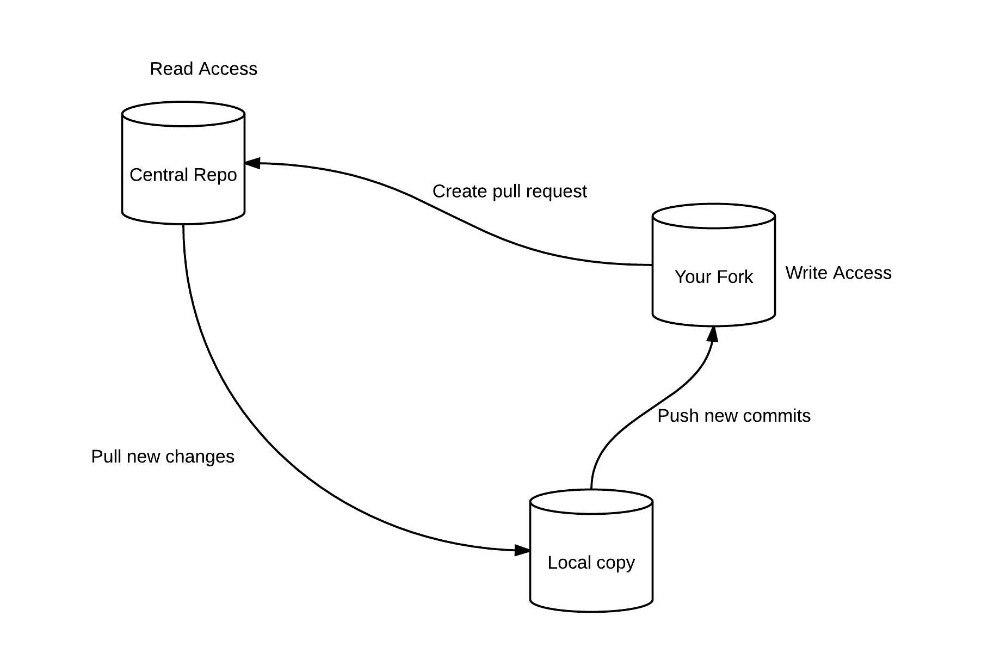 Read Access
Central Repo
Create pull request
Your Fork
Write Access
Push new commits
Pull new changes
Local copy